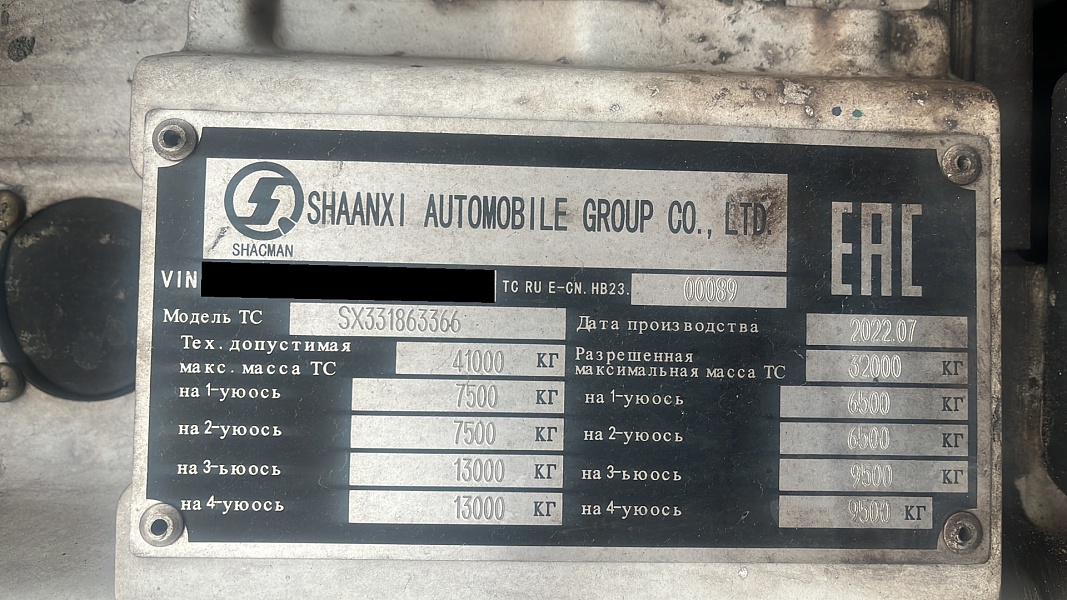 SHAANXI AUTOMOBILE GROUP CO., LTD.
SHACMAN
EAC
VIN TC RU E-CN. HB23. 00089
Модель ТС SX331863366 Дата производства 2022.07
Тех. допустимая макс. масса ТС 41000 КГ Разрешенная максимальная масса ТС 32000 КГ
на 1-уюось 7500 КГ на 1-уюось 6500 КГ
на 2-уюось 7500 КГ на 2-уюось 6500 КГ
на 3-ьюось 13000 КГ на 3-ьюось 9500 КГ
на 4-уюось 13000 КГ на 4-уюось 9500 КГ